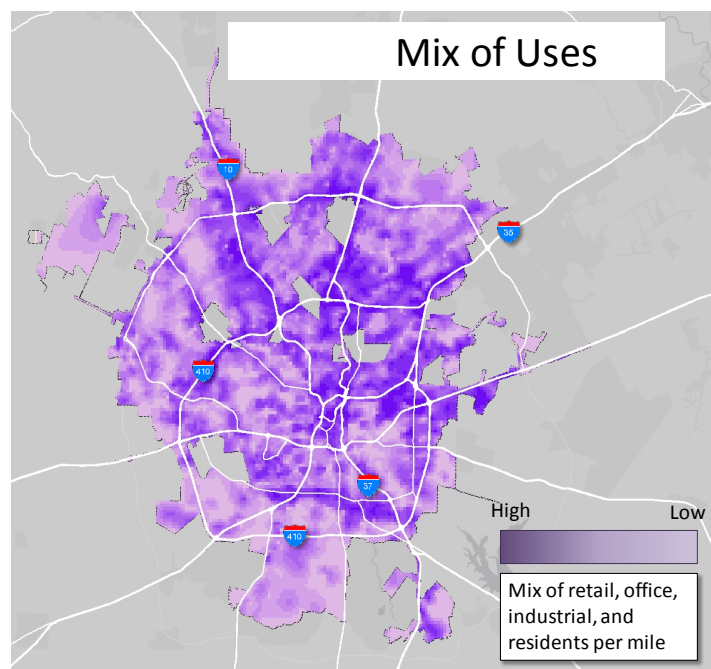 Mix of Uses
10
35
410
37
410
High
Low
Mix of retail, office,
industrial, and
residents per mile